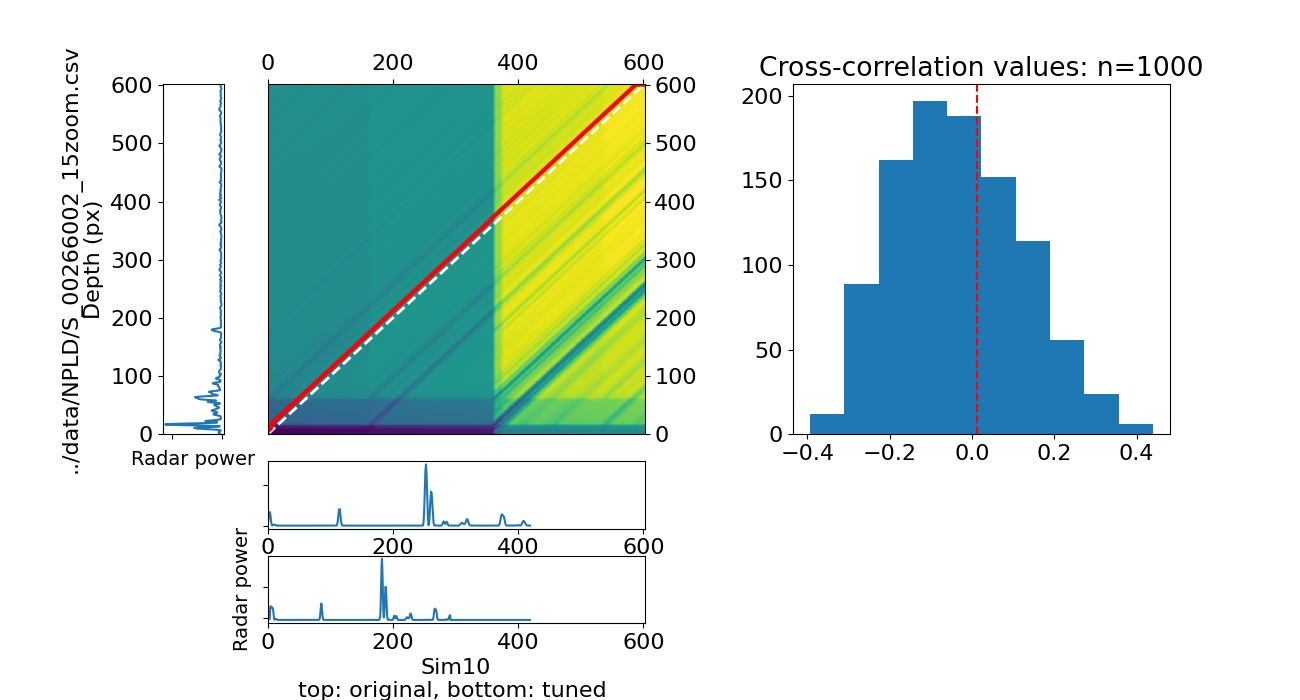 ../data/NPLD/S_00266002_15zoom.csv
Depth (px)
600
500
400
300
200
100
0
Radar power
0 200 400 600
600
500
400
300
200
100
0
0 200 400 600
Radar power
0 200 400 600
Sim10
top: original, bottom: tuned
Cross-correlation values: n=1000
200
150
100
50
0
−0.4 −0.2 0.0 0.2 0.4